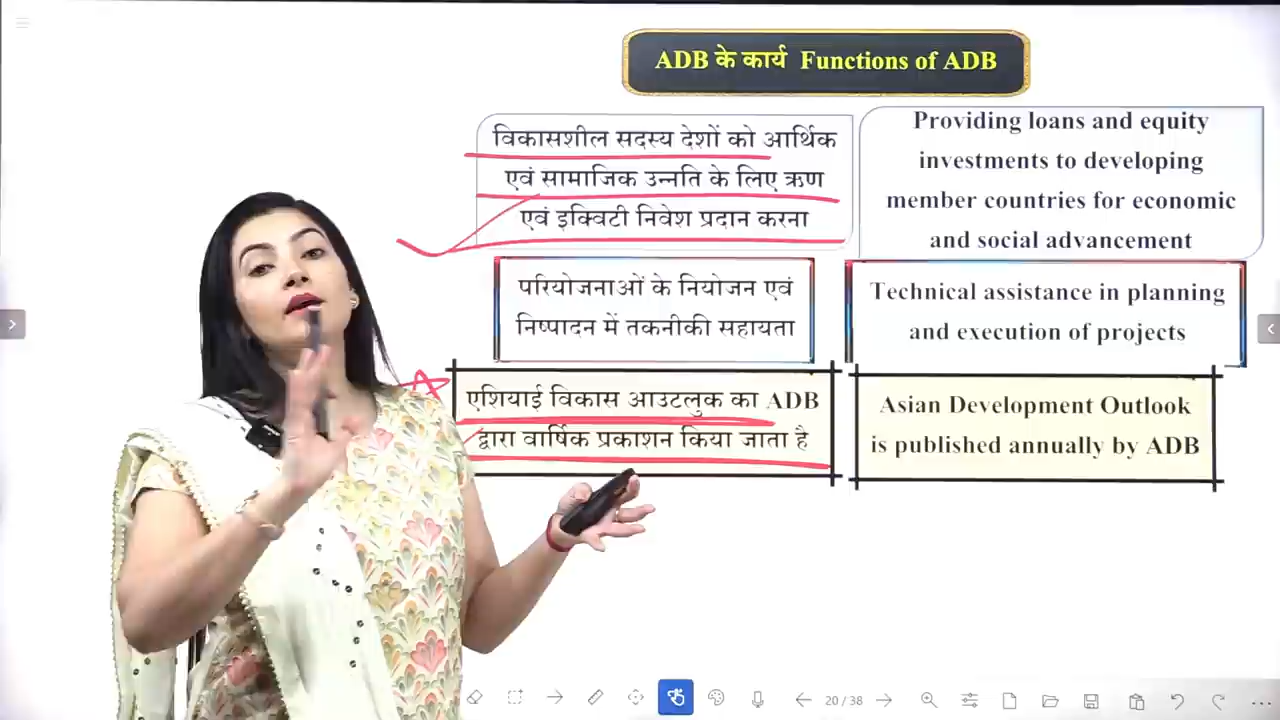 ADB के कार्य Functions of ADB
विकासशील सदस्य देशों को आर्थिक
एवं सामाजिक उन्नति के लिए ऋण
एवं इक्विटी निवेश प्रदान करना
Providing loans and equity
investments to developing
member countries for economic
and social advancement
परियोजनाओं के नियोजन एवं
निष्पादन में तकनीकी सहायता
Technical assistance in planning
and execution of projects
एशियाई विकास आउटलुक का ADB
द्वारा वार्षिक प्रकाशन किया जाता है
Asian Development Outlook
is published annually by ADB
20 / 38